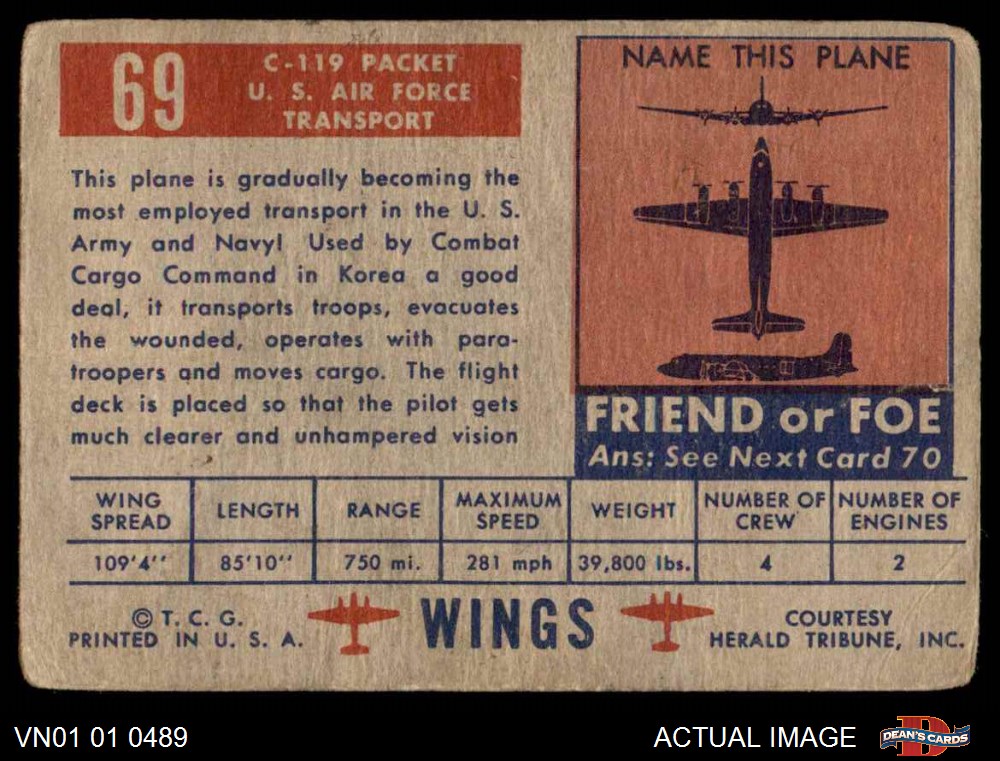 69
C-119 PACKET
U. S. AIR FORCE
TRANSPORT
This plane is gradually becoming the
most employed transport in the U. S.
Army and Navy! Used by Combat
Cargo Command in Korea a good
deal, it transports troops, evacuates
the wounded, operates with para-
troopers and moves cargo. The flight
deck is placed so that the pilot gets
much clearer and unhampered vision
NAME THIS PLANE
FRIEND or FOE
Ans: See Next Card 70
WING SPREAD LENGTH RANGE MAXIMUM SPEED WEIGHT NUMBER OF CREW NUMBER OF ENGINES
109'4'' 85'10'' 750 mi. 281 mph 39,800 lbs. 4 2
© T. C. G.
PRINTED IN U. S. A.
WINGS
COURTESY
HERALD TRIBUNE, INC.
VN01 01 0489
ACTUAL IMAGE
D
DEAN'S CARDS